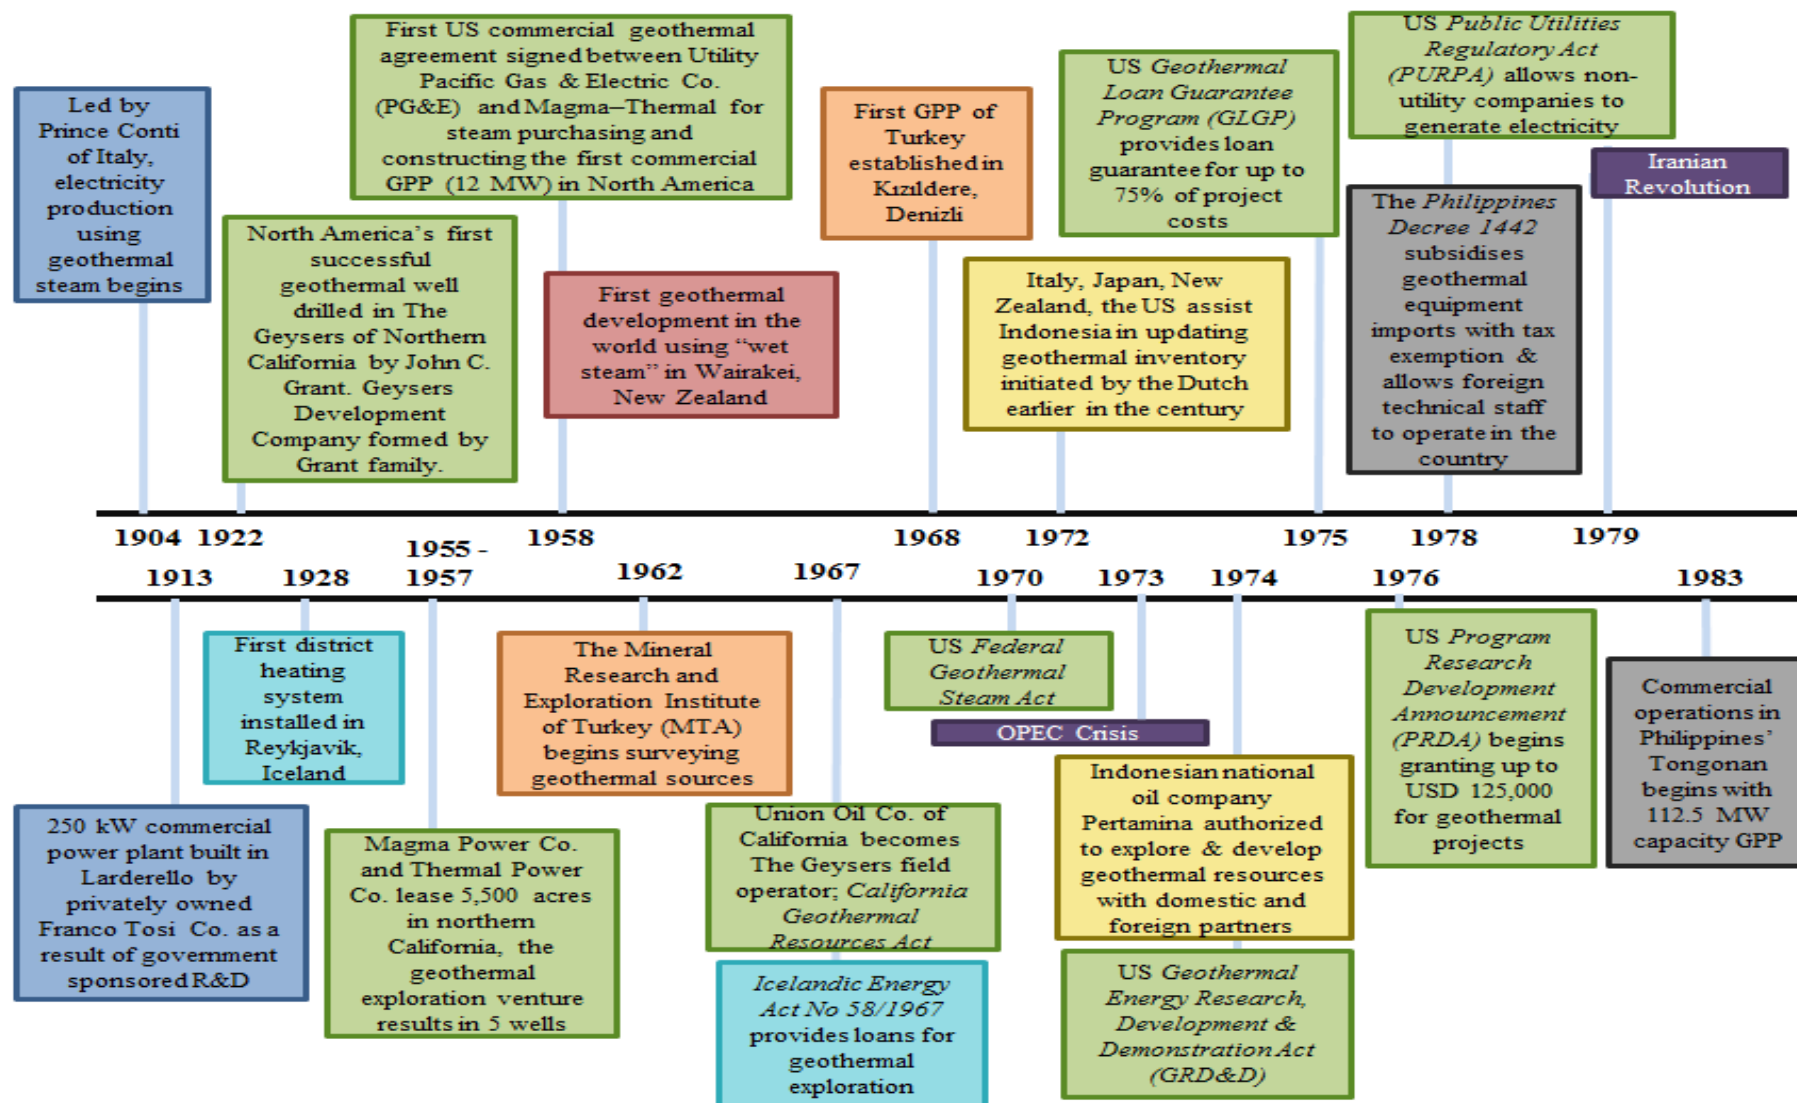 Led by
Prince Conti
of Italy,
electricity
production
using
geothermal
steam begins
North America’s first
successful
geothermal well
drilled in The
Geysers of Northern
California by John C.
Grant. Geysers
Development
Company formed by
Grant family.
First US commercial geothermal
agreement signed between Utility
Pacific Gas & Electric Co.
(PG&E) and Magma–Thermal for
steam purchasing and
constructing the first commercial
GPP (12 MW) in North America
First geothermal
development in the
world using “wet
steam” in Wairakei,
New Zealand
First GPP of
Turkey
established in
Kızıldere,
Denizli
Italy, Japan, New
Zealand, the US assist
Indonesia in updating
geothermal inventory
initiated by the Dutch
earlier in the century
US Geothermal
Loan Guarantee
Program (GLGP)
provides loan
guarantee for up to
75% of project
costs
US Public Utilities
Regulatory Act
(PURPA) allows non-
utility companies to
generate electricity
The Philippines
Decree 1442
subsidises
geothermal
equipment
imports with tax
exemption &
allows foreign
technical staff
to operate in the
country
Iranian
Revolution
1904 1922 1958 1968 1972 1975 1978 1979
1913 1928 1955 -
1957 1962 1967 1970 1973 1974 1976 1983
250 kW commercial
power plant built in
Larderello by
privately owned
Franco Tosi Co. as a
result of government
sponsored R&D
First district
heating
system
installed in
Reykjavik,
Iceland
Magma Power Co.
and Thermal Power
Co. lease 5,500 acres
in northern
California, the
geothermal
exploration venture
results in 5 wells
The Mineral
Research and
Exploration Institute
of Turkey (MTA)
begins surveying
geothermal sources
Union Oil Co. of
California becomes
The Geysers field
operator; California
Geothermal
Resources Act
Icelandic Energy
Act No 58/1967
provides loans for
geothermal
exploration
US Federal
Geothermal
Steam Act
OPEC Crisis
Indonesian national
oil company
Pertamina authorized
to explore & develop
geothermal resources
with domestic and
foreign partners
US Geothermal
Energy Research,
Development &
Demonstration Act
(GRD&D)
US Program
Research
Development
Announcement
(PRDA) begins
granting up to
USD 125,000
for geothermal
projects
Commercial
operations in
Philippines’
Tongonan
begins with
112.5 MW
capacity GPP